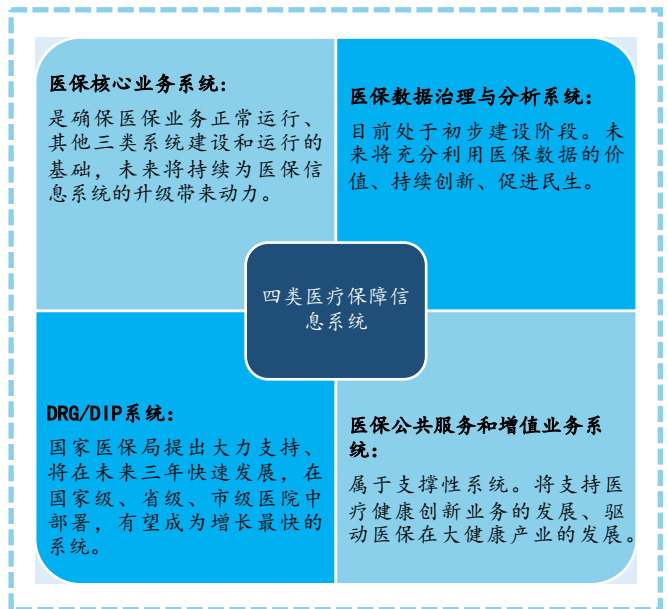 医保核心业务系统：
是确保医保业务正常运行、
其他三类系统建设和运行的
基础，未来将持续为医保信
息系统的升级带来动力。
医保数据治理与分析系统：
目前处于初步建设阶段。未
来将充分利用医保数据的价
值、持续创新、促进民生。
四类医疗保障信
息系统
DRG/DIP系统：
国家医保局提出大力支持、
将在未来三年快速发展，在
国家级、省级、市级医院中
部署，有望成为增长最快的
系统。
医保公共服务和增值业务系
统：
属于支撑性系统。将支持医
疗健康创新业务的发展、驱
动医保在大健康产业的发展。